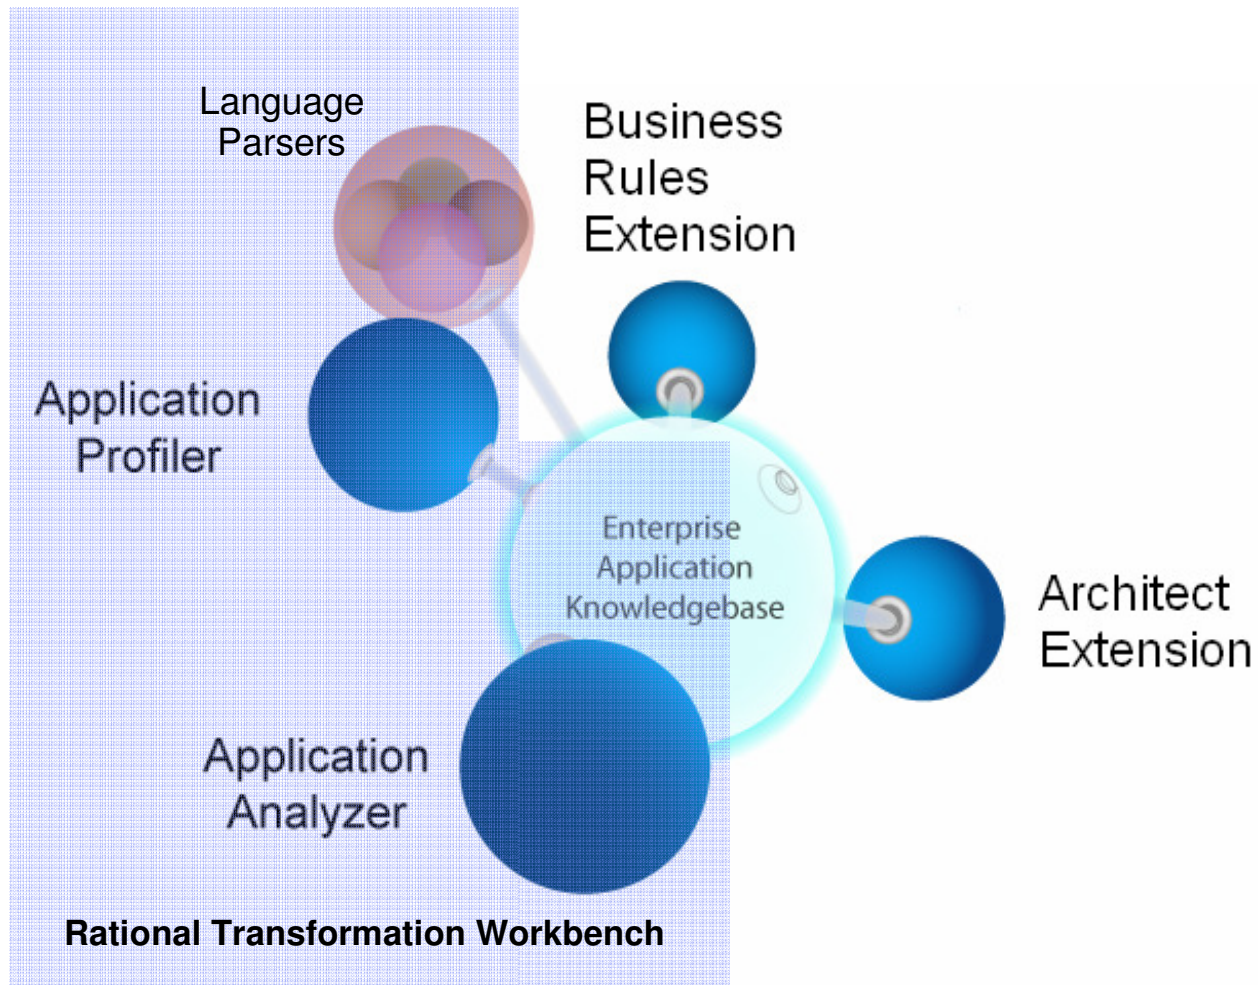 Language
Parsers
Business
Rules
Extension
Application
Profiler
Enterprise
Application
Knowledgebase
Architect
Extension
Application
Analyzer
Rational Transformation Workbench